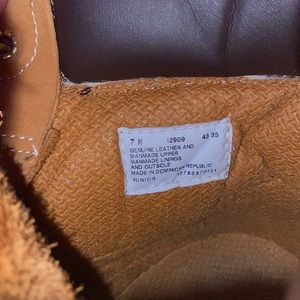 7 M 12909 43 35
GENUINE LEATHER AND
MANMADE UPPER
MANMADE LININGS
AND OUTSOLE
MADE IN DOMINICAN REPUBLIC
JUNIOR